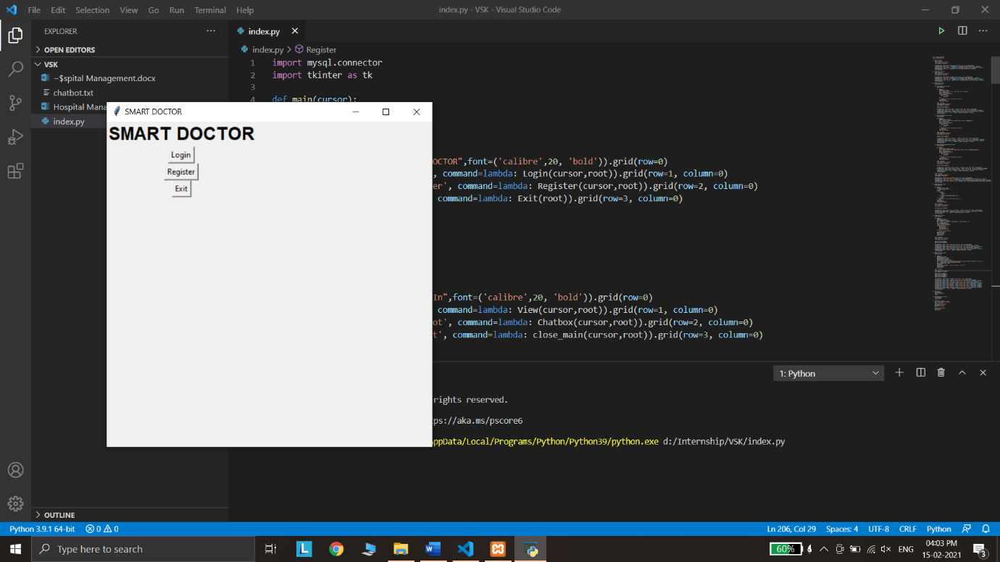 File Edit Selection View Go Run Terminal Help
index.py - VSK - Visual Studio Code
EXPLORER
OPEN EDITORS
VSK
~$spital Management.docx
chatbot.txt
Hospital Mana
index.py
index.py
index.py > Register
1 import mysql.connector
2 import tkinter as tk
3
4 def main(cursor):
SMART DOCTOR
SMART DOCTOR
Login
Register
Exit
OCTOR",font=('calibre',20, 'bold')).grid(row=0)
, command=lambda: Login(cursor,root)).grid(row=1, column=0)
er', command=lambda: Register(cursor,root)).grid(row=2, column=0)
command=lambda: Exit(root)).grid(row=3, column=0)
In",font=('calibre',20, 'bold')).grid(row=0)
command=lambda: View(cursor,root)).grid(row=1, column=0)
ot', command=lambda: Chatbox(cursor,root)).grid(row=2, column=0)
t', command=lambda: close_main(cursor,root)).grid(row=3, column=0)
1: Python
rights reserved.
ps://aka.ms/pscore6
AppData/Local/Programs/Python/Python39/python.exe d:/Internship/VSK/index.py
OUTLINE
Python 3.9.1 64-bit 0 0
Ln 206, Col 29 Spaces: 4 UTF-8 CRLF Python
Type here to search
L
W
60%
ENG
04:03 PM
15-02-2021
3